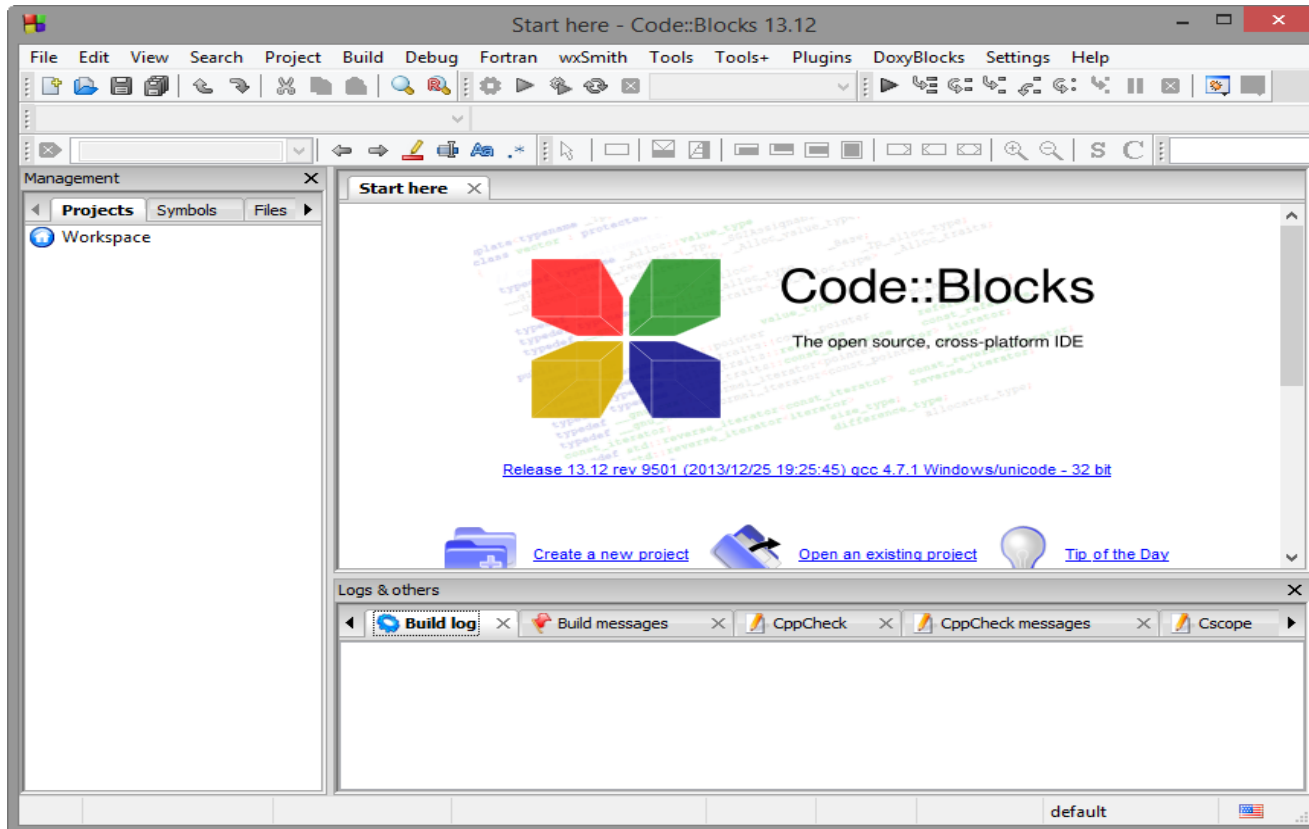 Start here - Code::Blocks 13.12
File Edit View Search Project Build Debug Fortran wxSmith Tools Tools+ Plugins DoxyBlocks Settings Help
Aa .* S C
Management
Projects Symbols Files
Workspace
Start here
Code::Blocks
The open source, cross-platform IDE
Release 13.12 rev 9501 (2013/12/25 19:25:45) gcc 4.7.1 Windows/unicode - 32 bit
Create a new project Open an existing project Tip of the Day
Logs & others
Build log Build messages CppCheck CppCheck messages Cscope
default